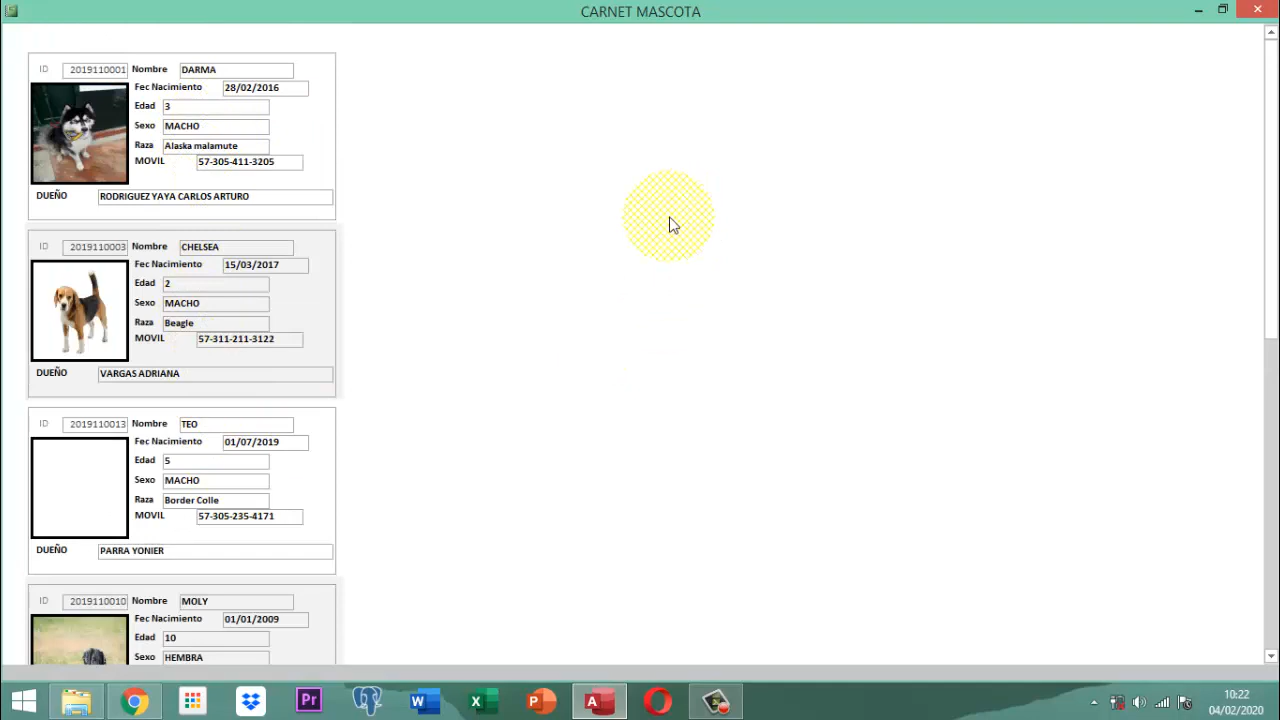 CARNET MASCOTA
ID 2019110001 Nombre DARMA
Fec Nacimiento 28/02/2016
Edad 3
Sexo MACHO
Raza Alaska malamute
MOVIL 57-305-411-3205
DUEÑO RODRIGUEZ YAYA CARLOS ARTURO
ID 2019110003 Nombre CHELSEA
Fec Nacimiento 15/03/2017
Edad 2
Sexo MACHO
Raza Beagle
MOVIL 57-311-211-3122
DUEÑO VARGAS ADRIANA
ID 2019110013 Nombre TEO
Fec Nacimiento 01/07/2019
Edad 5
Sexo MACHO
Raza Border Colle
MOVIL 57-305-235-4171
DUEÑO PARRA YONIER
ID 2019110010 Nombre MOLY
Fec Nacimiento 01/01/2009
Edad 10
Sexo HEMBRA
Pr W X P A
10:22
04/02/2020